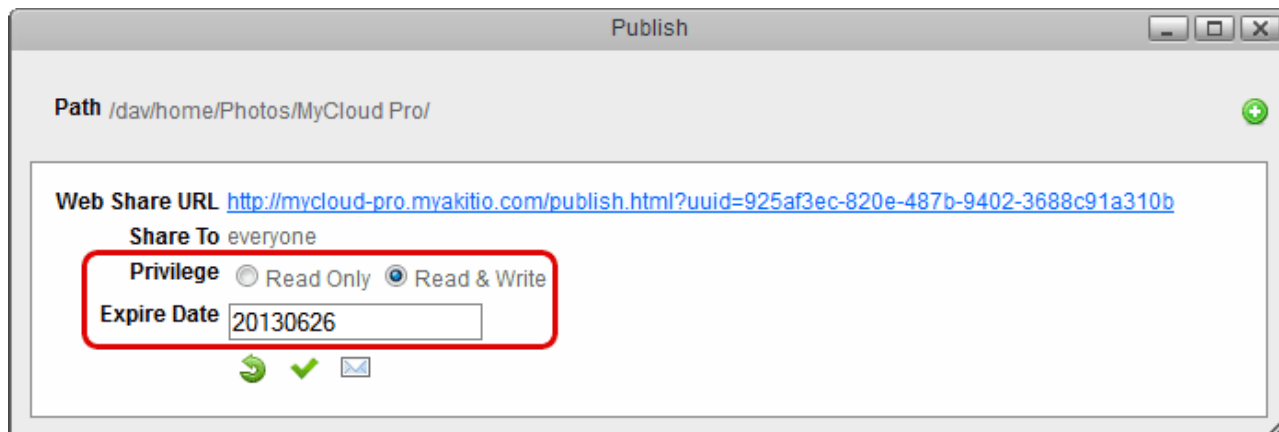 Publish
Path /dav/home/Photos/MyCloud Pro/
Web Share URL http://mycloud-pro.myakitio.com/publish.html?uuid=925af3ec-820e-487b-9402-3688c91a310b
Share To everyone
Privilege Read Only Read & Write
Expire Date 20130626